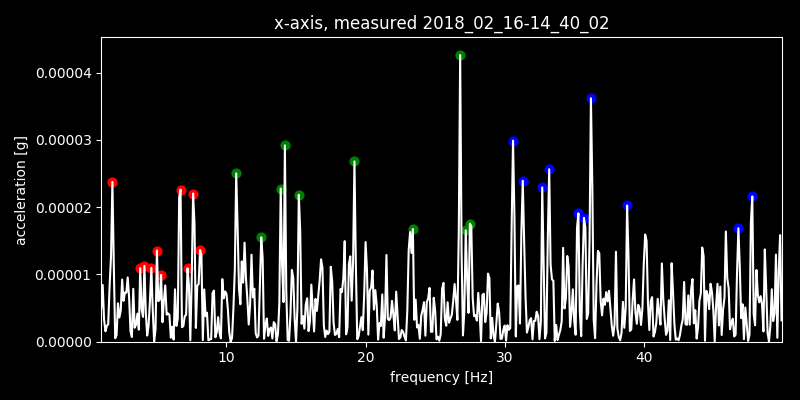 x-axis, measured 2018_02_16-14_40_02
0.00004
0.00003
0.00002
0.00001
0.00000
acceleration [g]
10 20 30 40
frequency [Hz]